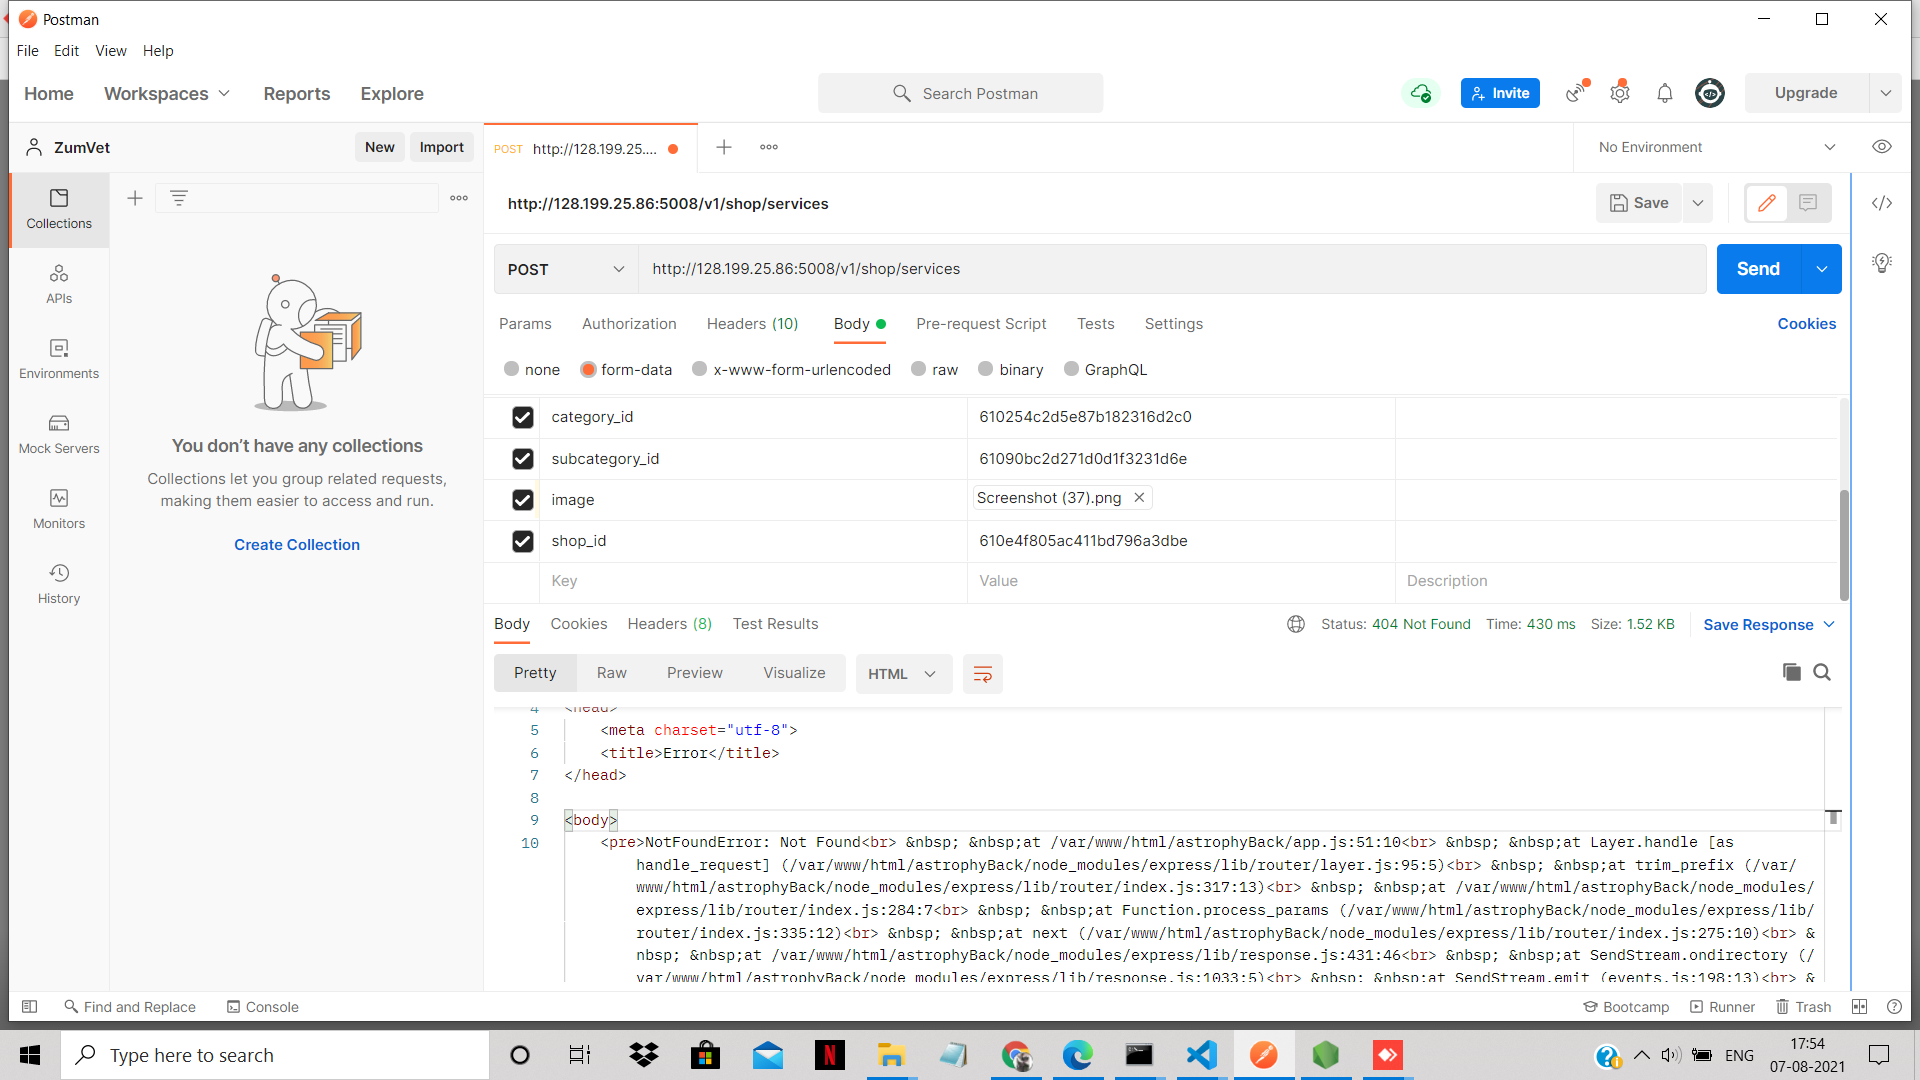 Postman
File Edit View Help
Home Workspaces Reports Explore
Search Postman
Invite
Upgrade
ZumVet
New Import
POST http://128.199.25....
No Environment
Collections
http://128.199.25.86:5008/v1/shop/services
Save
POST http://128.199.25.86:5008/v1/shop/services
Send
APIs
Params Authorization Headers (10) Body Pre-request Script Tests Settings
Cookies
Environments
none form-data x-www-form-urlencoded raw binary GraphQL
category_id 610254c2d5e87b182316d2c0
subcategory_id 61090bc2d271d0d1f3231d6e
image Screenshot (37).png
shop_id 610e4f805ac411bd796a3dbe
Key Value Description
Mock Servers
Monitors
History
You don’t have any collections
Collections let you group related requests,
making them easier to access and run.
Create Collection
Body Cookies Headers (8) Test Results
Status: 404 Not Found Time: 430 ms Size: 1.52 KB Save Response
Pretty Raw Preview Visualize HTML
4 <head>
5 <meta charset="utf-8">
6 <title>Error</title>
7 </head>
8
9 <body>
10 <pre>NotFoundError: Not Found<br> &nbsp; &nbsp;at /var/www/html/astrophyBack/app.js:51:10<br> &nbsp; &nbsp;at Layer.handle [as
handle_request] (/var/www/html/astrophyBack/node_modules/express/lib/router/layer.js:95:5)<br> &nbsp; &nbsp;at trim_prefix (/var/
www/html/astrophyBack/node_modules/express/lib/router/index.js:317:13)<br> &nbsp; &nbsp;at /var/www/html/astrophyBack/node_modules/
express/lib/router/index.js:284:7<br> &nbsp; &nbsp;at Function.process_params (/var/www/html/astrophyBack/node_modules/express/lib/
router/index.js:335:12)<br> &nbsp; &nbsp;at next (/var/www/html/astrophyBack/node_modules/express/lib/router/index.js:275:10)<br> &
nbsp; &nbsp;at /var/www/html/astrophyBack/node_modules/express/lib/response.js:431:46<br> &nbsp; &nbsp;at SendStream.ondirectory (/
var/www/html/astrophyBack/node_modules/express/lib/response.js:1033:5)<br> &nbsp; &nbsp;at SendStream.emit (events.js:198:13)<br> &
Find and Replace Console
Bootcamp Runner Trash
Type here to search
ENG
17:54
07-08-2021